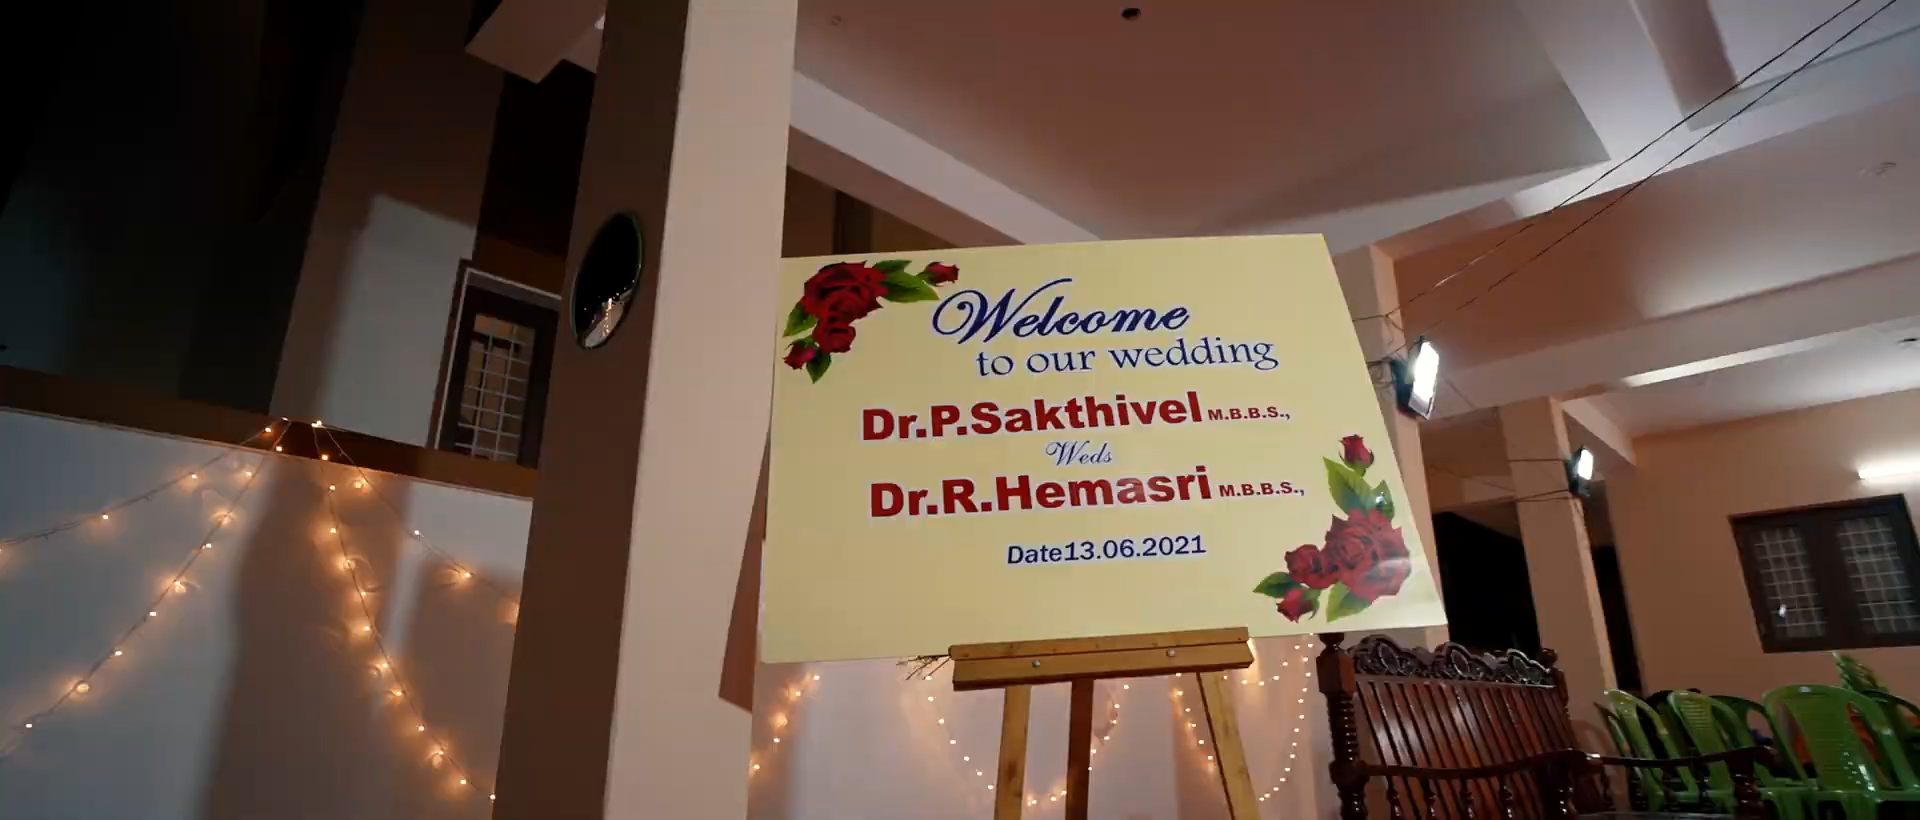 Welcome
to our wedding
Dr.P.Sakthivel M.B.B.S.,
Weds
Dr.R.Hemasri M.B.B.S.,
Date13.06.2021